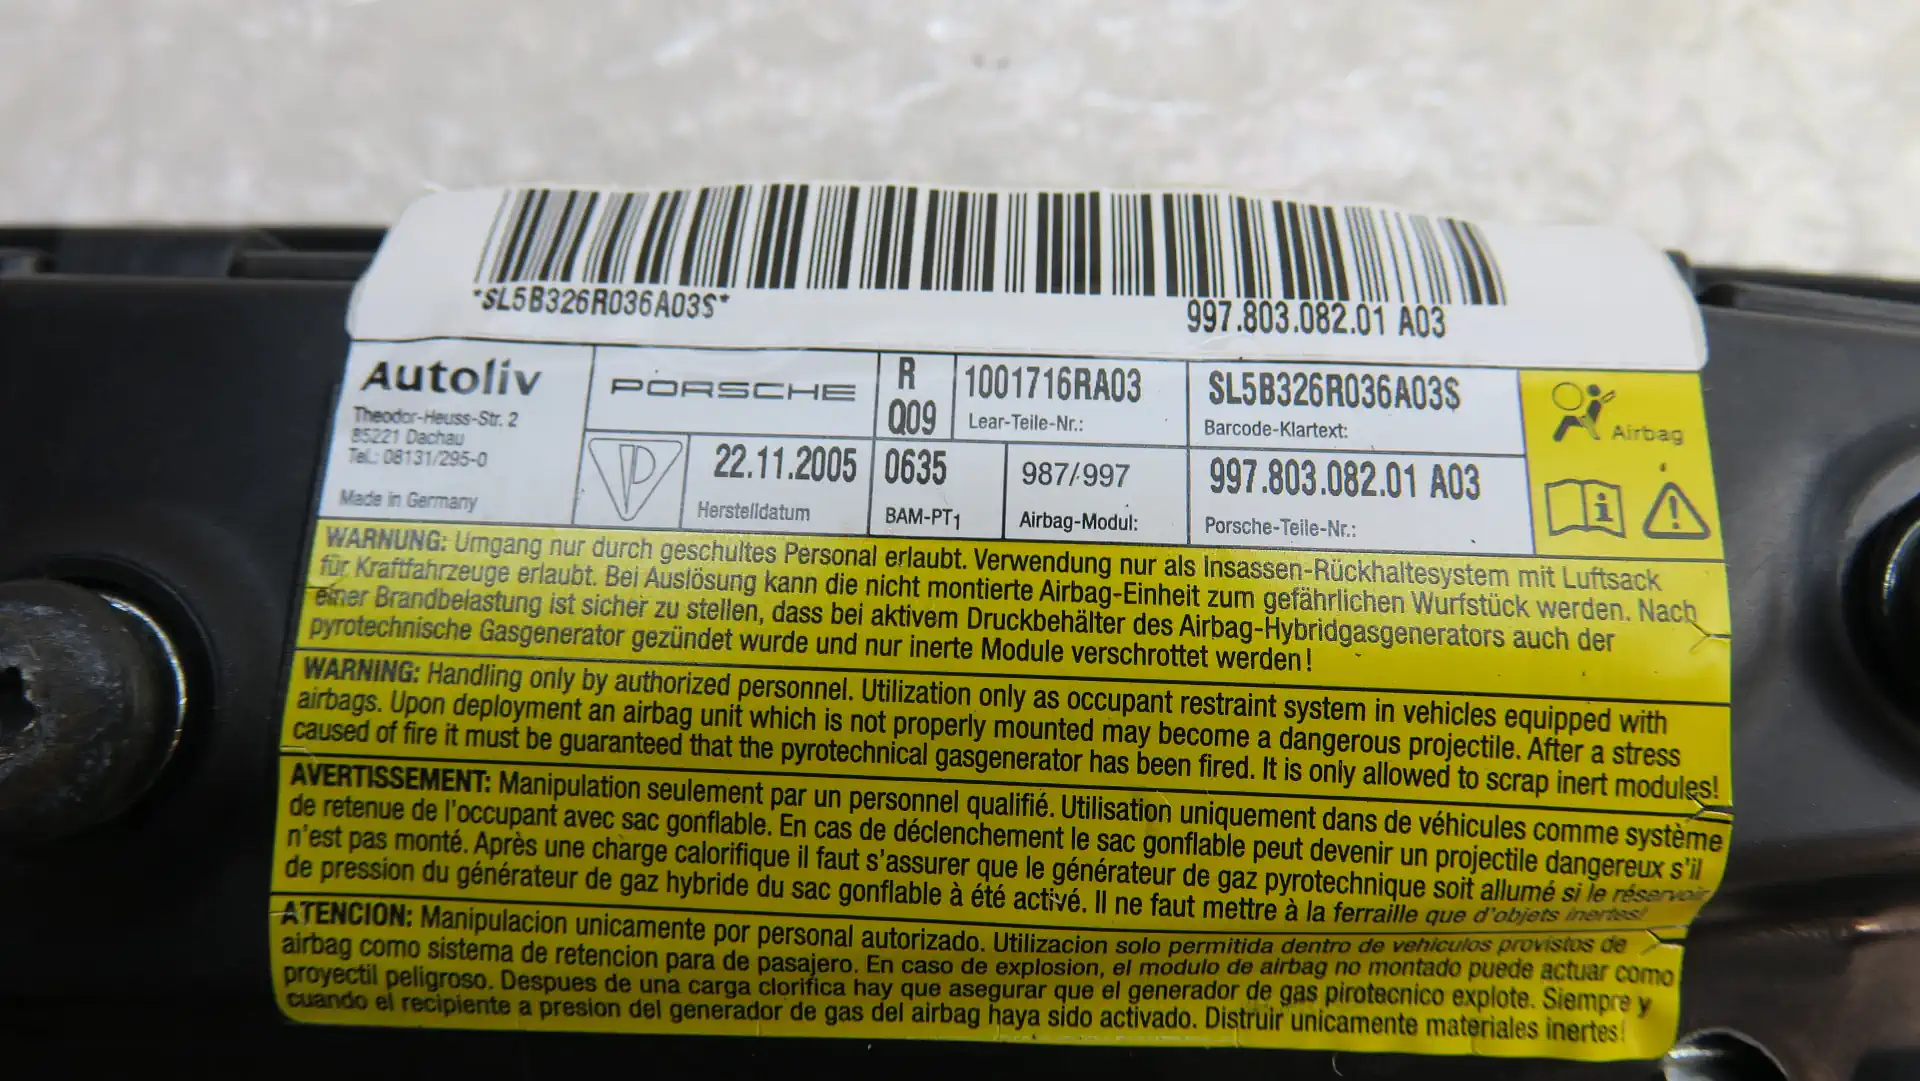 *SL5B326R036A03S*
997.803.082.01 A03
Autoliv
Theodor-Heuss-Str. 2
85221 Dachau
Tel.: 08131/295-0
Made in Germany
PORSCHE
R
Q09
1001716RA03
Lear-Teile-Nr.:
SL5B326R036A03S
Barcode-Klartext:
Airbag
22.11.2005
Herstelldatum
0635
BAM-PT1
987/997
Airbag-Modul:
997.803.082.01 A03
Porsche-Teile-Nr.:
WARNUNG: Umgang nur durch geschultes Personal erlaubt. Verwendung nur als Insassen-Rückhaltesystem mit Luftsack
für Kraftfahrzeuge erlaubt. Bei Auslösung kann die nicht montierte Airbag-Einheit zum gefährlichen Wurfstück werden. Nach
einer Brandbelastung ist sicher zu stellen, dass bei aktivem Druckbehälter des Airbag-Hybridgasgenerators auch der
pyrotechnische Gasgenerator gezündet wurde und nur inerte Module verschrottet werden!
WARNING: Handling only by authorized personnel. Utilization only as occupant restraint system in vehicles equipped with
airbags. Upon deployment an airbag unit which is not properly mounted may become a dangerous projectile. After a stress
caused of fire it must be guaranteed that the pyrotechnical gasgenerator has been fired. It is only allowed to scrap inert modules!
AVERTISSEMENT: Manipulation seulement par un personnel qualifié. Utilisation uniquement dans de véhicules comme système
de retenue de l'occupant avec sac gonflable. En cas de déclenchement le sac gonflable peut devenir un projectile dangereux s'il
n'est pas monté. Après une charge calorifique il faut s'assurer que le générateur de gaz pyrotechnique soit allumé si le réservoir
de pression du générateur de gaz hybride du sac gonflable à été activé. Il ne faut mettre à la ferraille que d'objets inertes!
ATENCION: Manipulacion unicamente por personal autorizado. Utilizacion solo permitida dentro de vehiculos provistos de
airbag como sistema de retencion para de pasajero. En caso de explosion, el modulo de airbag no montado puede actuar como
proyectil peligroso. Despues de una carga clorifica hay que asegurar que el generador de gas pirotecnico explote. Siempre y
cuando el recipiente a presion del generador de gas del airbag haya sido activado. Distruir unicamente materiales inertes!